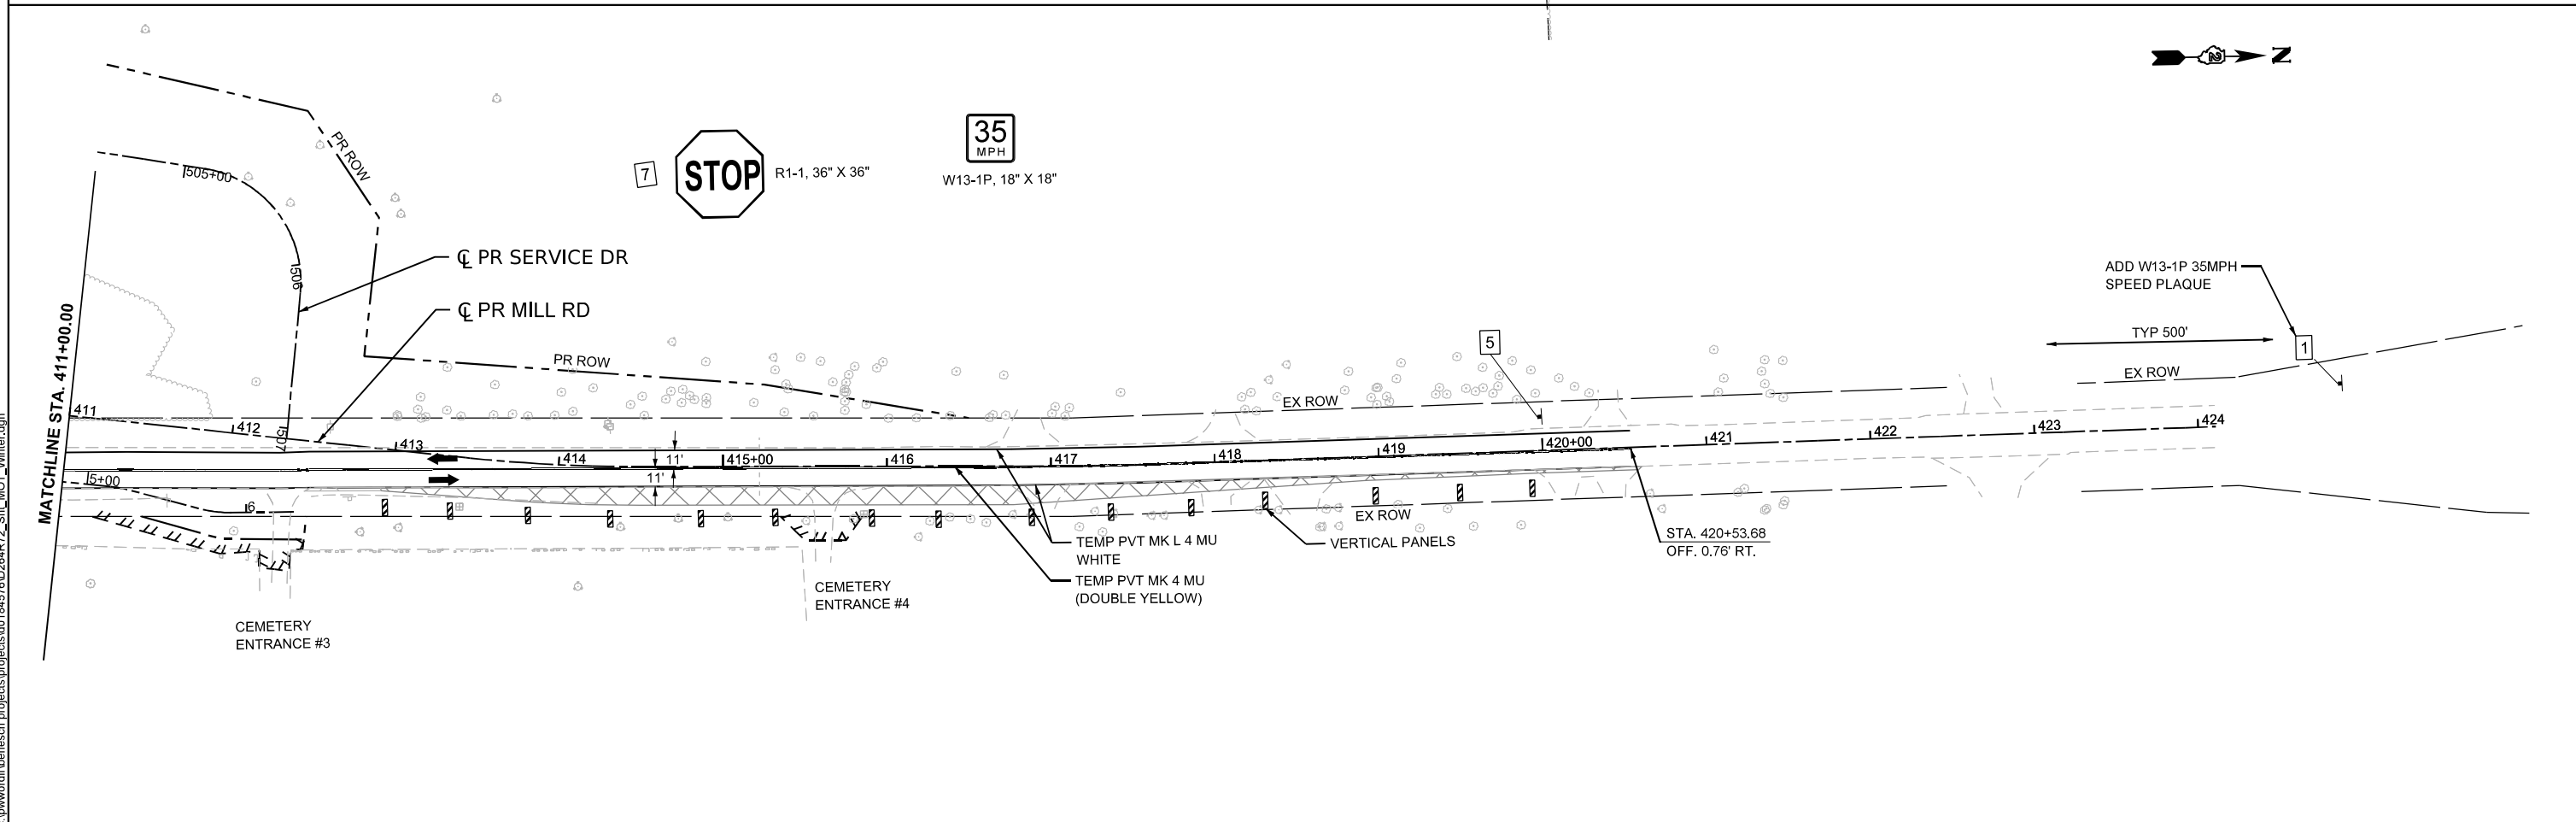 N
2
7
STOP
R1-1, 36" X 36"
35
MPH
W13-1P, 18" X 18"
PR ROW
505+00
506
507
℄ PR SERVICE DR
℄ PR MILL RD
MATCHLINE STA. 411+00.00
PR ROW
EX ROW
5
ADD W13-1P 35MPH
SPEED PLAQUE
TYP 500'
1
EX ROW
411
412
413
414
415+00
416
417
418
419
420+00
421
422
423
424
11'
11'
5+00
6
EX ROW
TEMP PVT MK L 4 MU
WHITE
TEMP PVT MK 4 MU
(DOUBLE YELLOW)
VERTICAL PANELS
STA. 420+53.68
OFF. 0.76' RT.
CEMETERY
ENTRANCE #4
CEMETERY
ENTRANCE #3